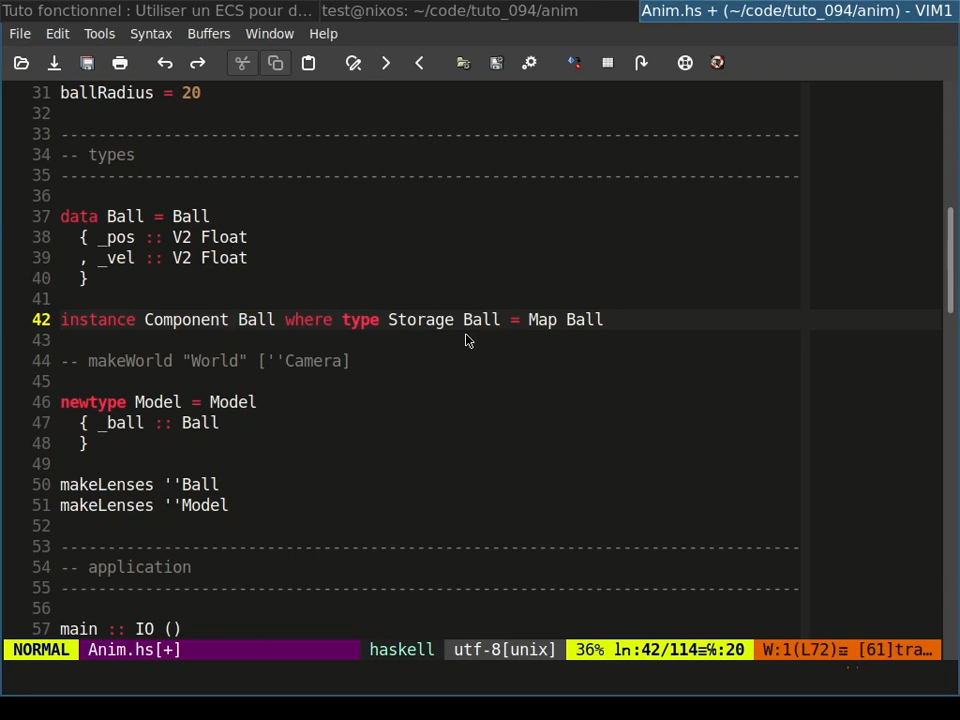 Tuto fonctionnel : Utiliser un ECS pour d... test@nixos: ~/code/tuto_094/anim Anim.hs + (~/code/tuto_094/anim) - VIM1
File Edit Tools Syntax Buffers Window Help
31 ballRadius = 20
32
33 -------------------------------------------------------------------------------
34 -- types
35 -------------------------------------------------------------------------------
36
37 data Ball = Ball
38   { _pos :: V2 Float
39   , _vel :: V2 Float
40   }
41
42 instance Component Ball where type Storage Ball = Map Ball
43
44 -- makeWorld "World" [''Camera]
45
46 newtype Model = Model
47   { _ball :: Ball
48   }
49
50 makeLenses ''Ball
51 makeLenses ''Model
52
53 -------------------------------------------------------------------------------
54 -- application
55 -------------------------------------------------------------------------------
56
57 main :: IO ()
NORMAL Anim.hs[+] haskell utf-8[unix] 36% ln:42/114≡℅:20 W:1(L72)☲ [61]tra…